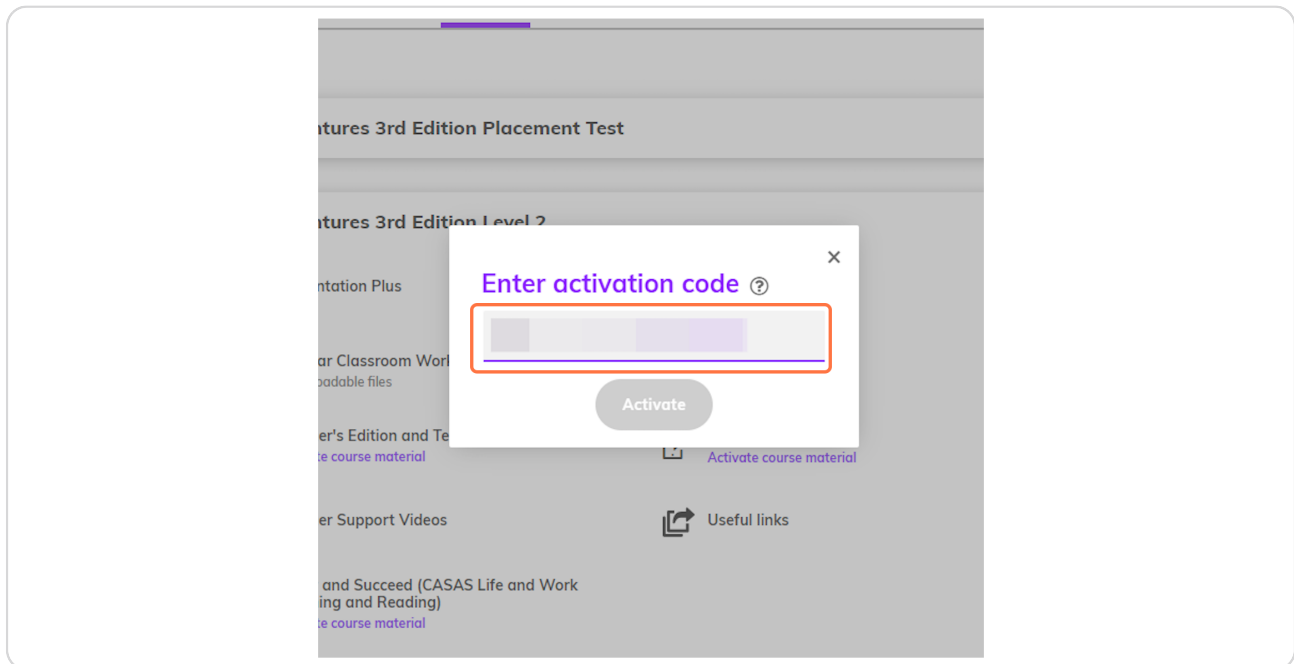 ntures 3rd Edition Placement Test
ntures 3rd Edition Level 2
ntation Plus
Enter activation code ?
ar Classroom Wor
oadable files
Activate
er's Edition and Te
te course material
Activate course material
er Support Videos
Useful links
and Succeed (CASAS Life and Work
ing and Reading)
te course material